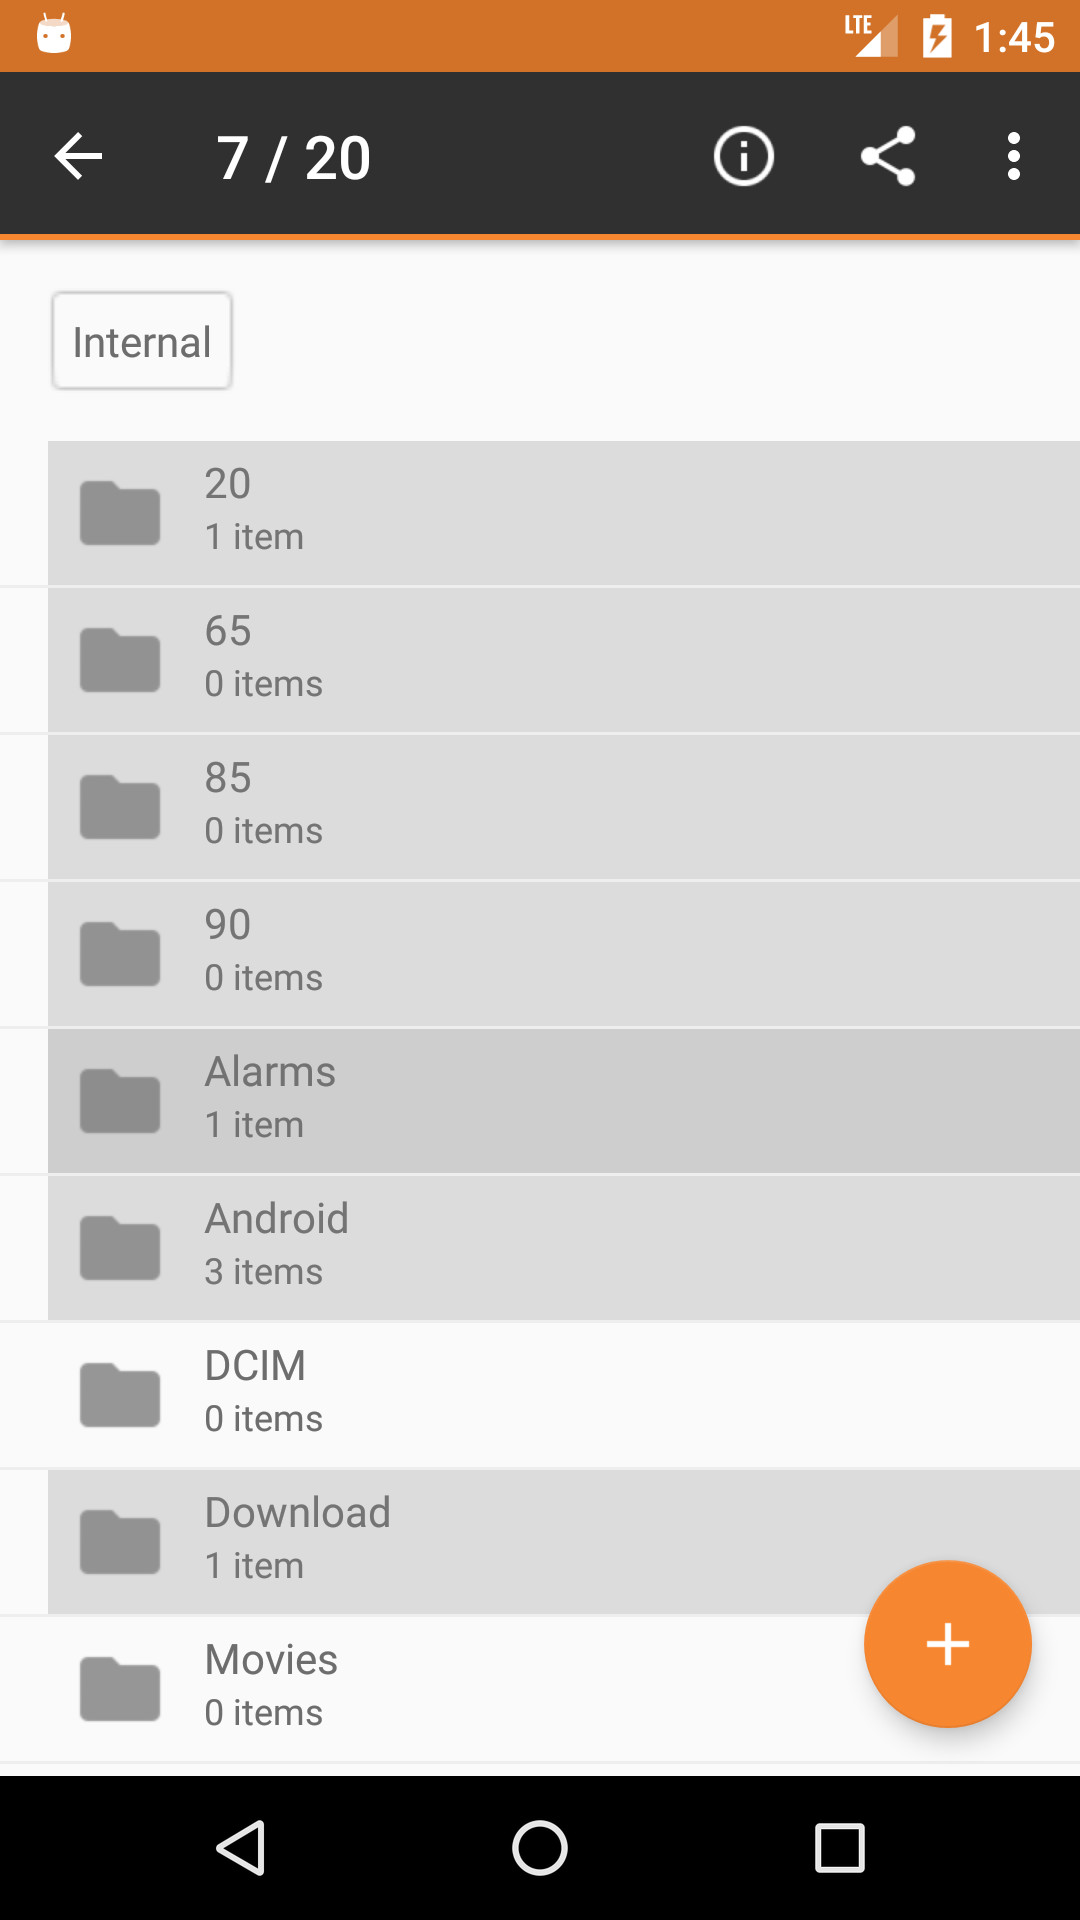 LTE 1:45
7 / 20
Internal
20
1 item
65
0 items
85
0 items
90
0 items
Alarms
1 item
Android
3 items
DCIM
0 items
Download
1 item
Movies
0 items